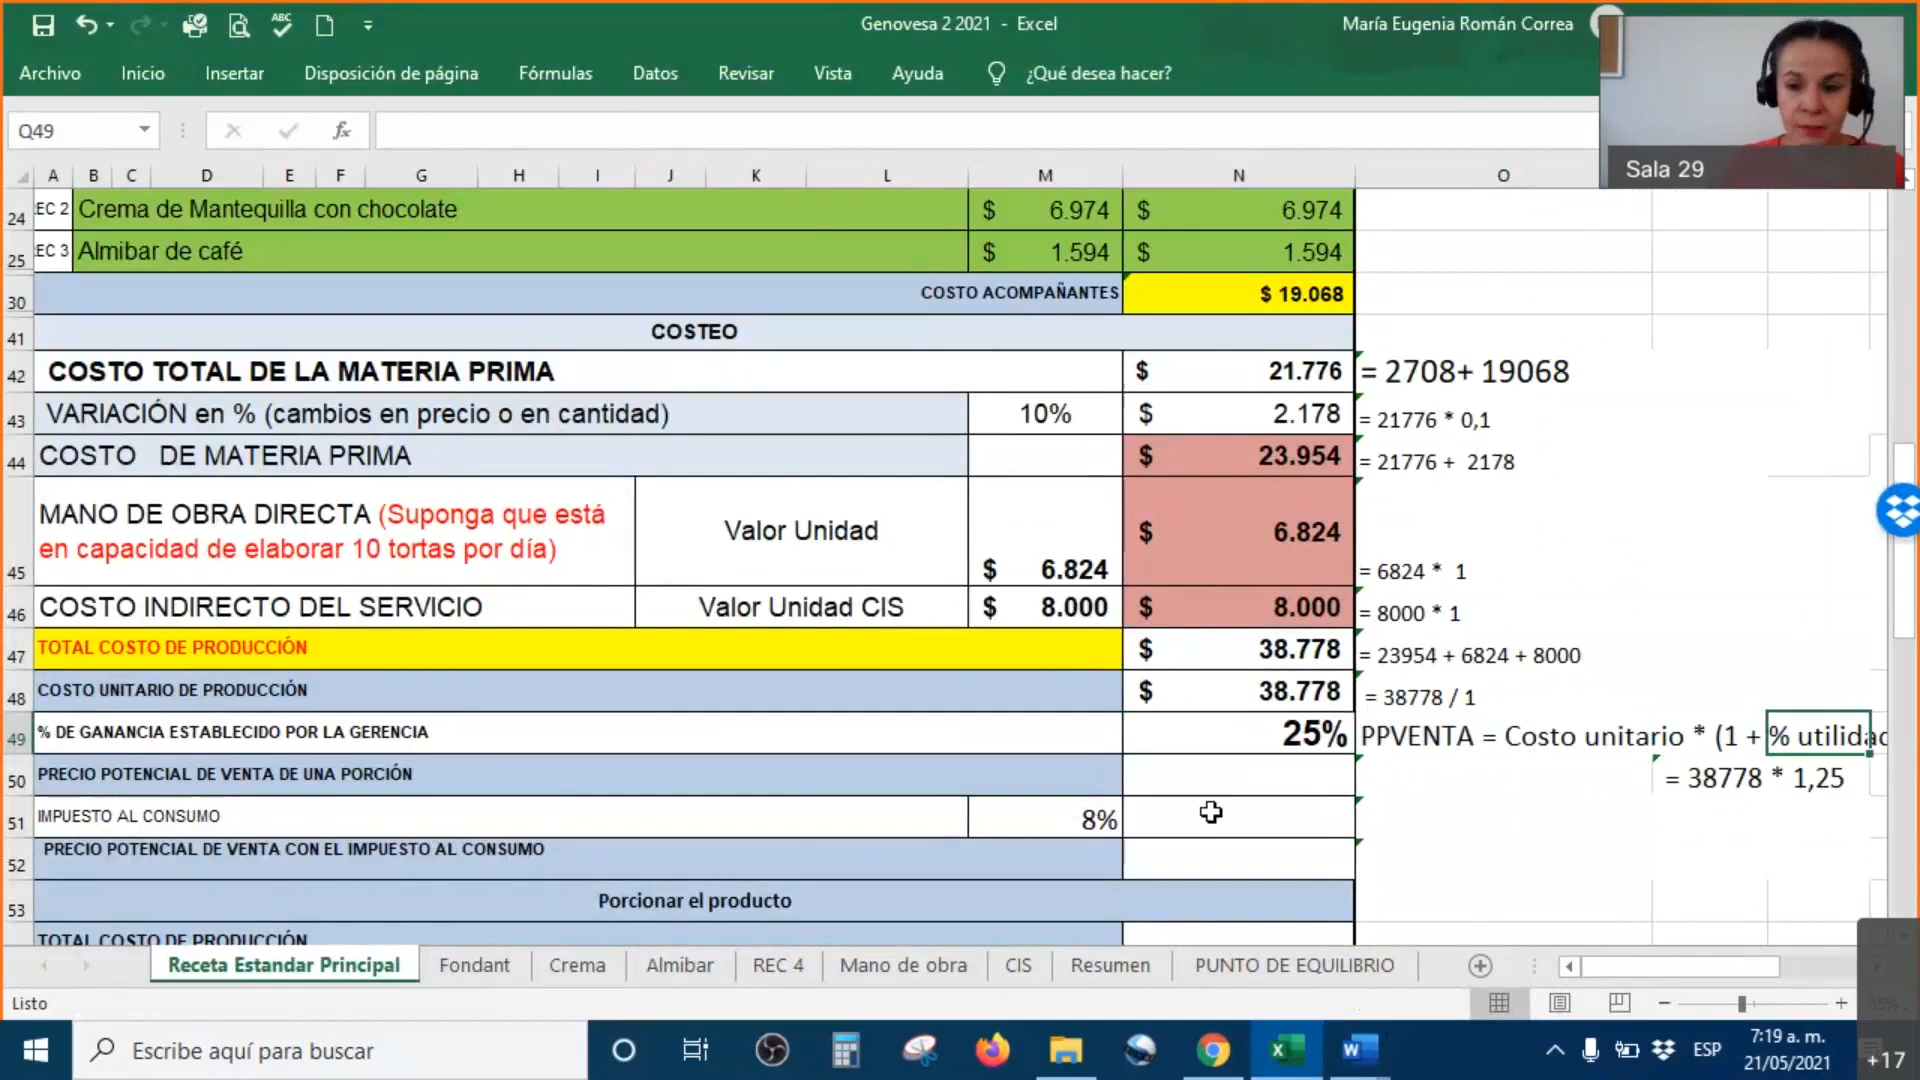 ABC
Genovesa 2 2021 - Excel
María Eugenia Román Correa
Archivo Inicio Insertar Disposición de página Fórmulas Datos Revisar Vista Ayuda ¿Qué desea hacer?
Q49 fx
Sala 29
A B C D E F G H I J K L M N O
24 EC 2 Crema de Mantequilla con chocolate $ 6.974 $ 6.974
25 EC 3 Almibar de café $ 1.594 $ 1.594
30 COSTO ACOMPAÑANTES $ 19.068
41 COSTEO
42 COSTO TOTAL DE LA MATERIA PRIMA $ 21.776 = 2708+ 19068
43 VARIACIÓN en % (cambios en precio o en cantidad) 10% $ 2.178 = 21776 * 0,1
44 COSTO DE MATERIA PRIMA $ 23.954 = 21776 + 2178
MANO DE OBRA DIRECTA (Suponga que está
en capacidad de elaborar 10 tortas por día)
Valor Unidad
45 $ 6.824 $ 6.824 = 6824 * 1
46 COSTO INDIRECTO DEL SERVICIO Valor Unidad CIS $ 8.000 $ 8.000 = 8000 * 1
47 TOTAL COSTO DE PRODUCCIÓN $ 38.778 = 23954 + 6824 + 8000
48 COSTO UNITARIO DE PRODUCCIÓN $ 38.778 = 38778 / 1
49 % DE GANANCIA ESTABLECIDO POR LA GERENCIA 25% PPVENTA = Costo unitario * (1 + % utilidad
50 PRECIO POTENCIAL DE VENTA DE UNA PORCIÓN = 38778 * 1,25
51 IMPUESTO AL CONSUMO 8%
52 PRECIO POTENCIAL DE VENTA CON EL IMPUESTO AL CONSUMO
53 Porcionar el producto
TOTAL COSTO DE PRODUCCIÓN
Receta Estandar Principal Fondant Crema Almibar REC 4 Mano de obra CIS Resumen PUNTO DE EQUILIBRIO
Listo
Escribe aquí para buscar
ESP
7:19 a. m.
21/05/2021
+17